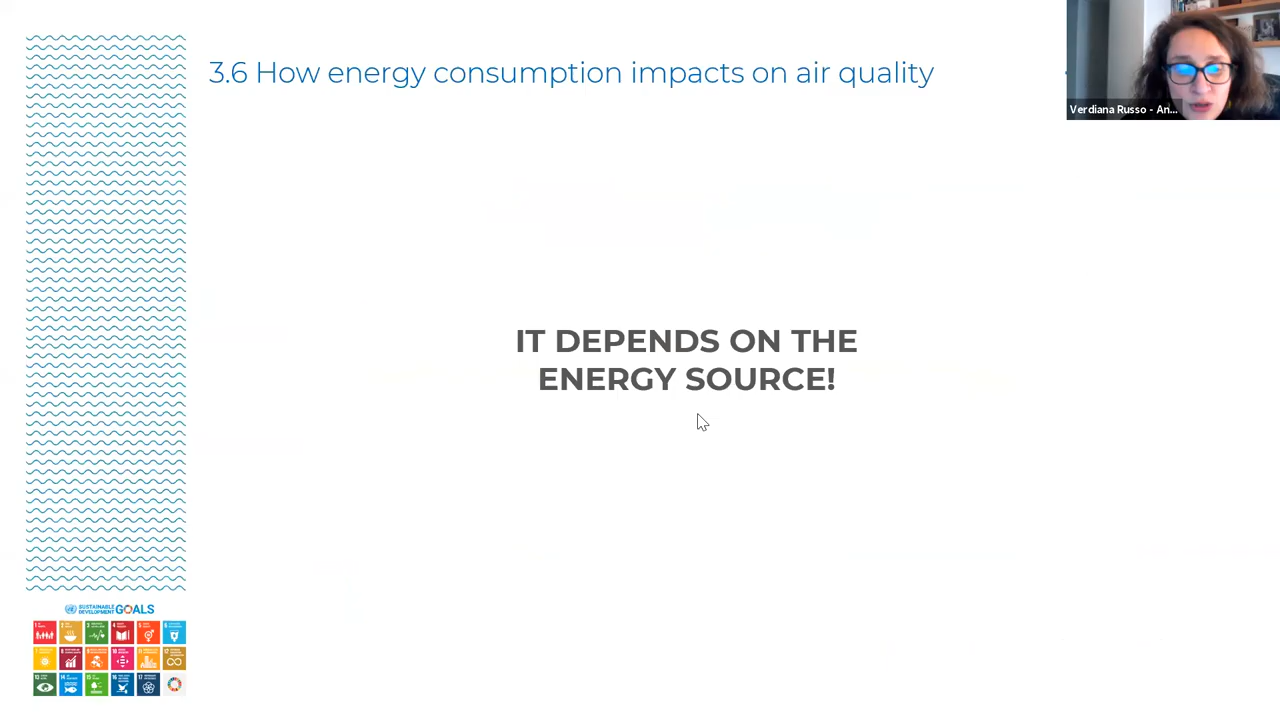 3.6 How energy consumption impacts on air quality
Verdiana Russo - An...
IT DEPENDS ON THE
ENERGY SOURCE!
SUSTAINABLE
DEVELOPMENT
GOALS